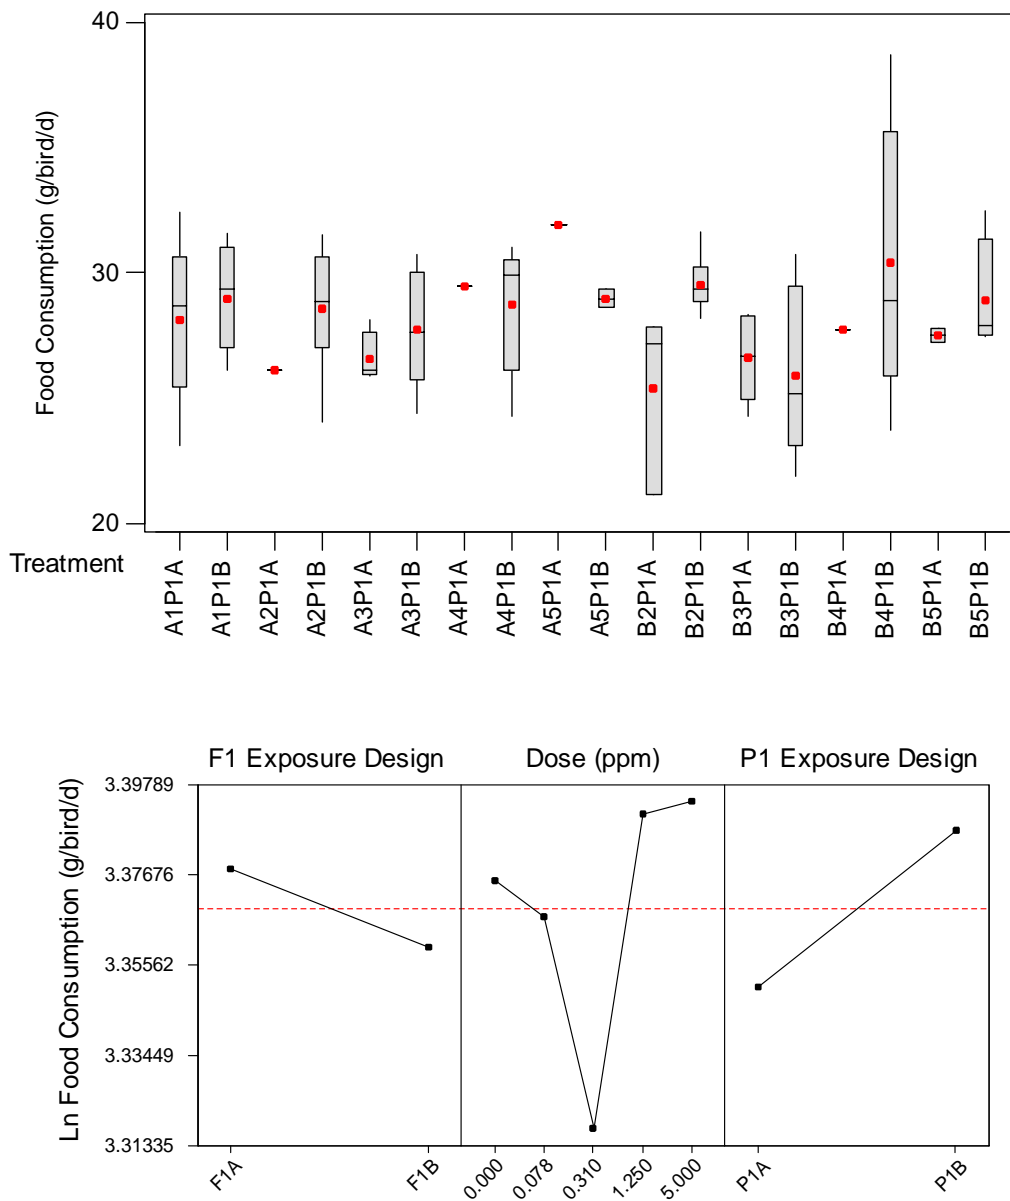 40
30
20
Food Consumption (g/bird/d)
Treatment
A1P1A
A1P1B
A2P1A
A2P1B
A3P1A
A3P1B
A4P1A
A4P1B
A5P1A
A5P1B
B2P1A
B2P1B
B3P1A
B3P1B
B4P1A
B4P1B
B5P1A
B5P1B
F1 Exposure Design
Dose (ppm)
P1 Exposure Design
Ln Food Consumption (g/bird/d)
3.39789
3.37676
3.35562
3.33449
3.31335
F1A
F1B
0.000
0.078
0.310
1.250
5.000
P1A
P1B